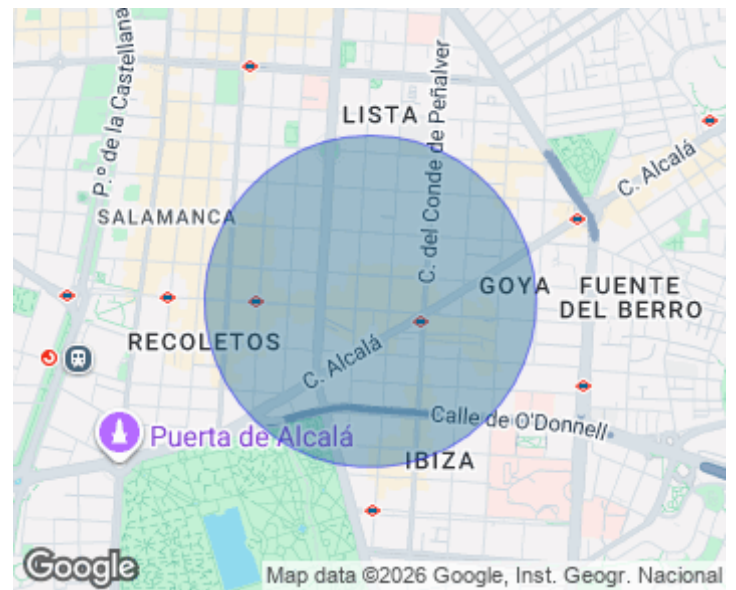 P.º de la Castellana
LISTA
C. del Conde de Peñalver
C. Alcalá
SALAMANCA
GOYA
FUENTE
DEL BERRO
RECOLETOS
C. Alcalá
Puerta de Alcalá
Calle de O'Donnell
IBIZA
Google
Map data ©2026 Google, Inst. Geogr. Nacional